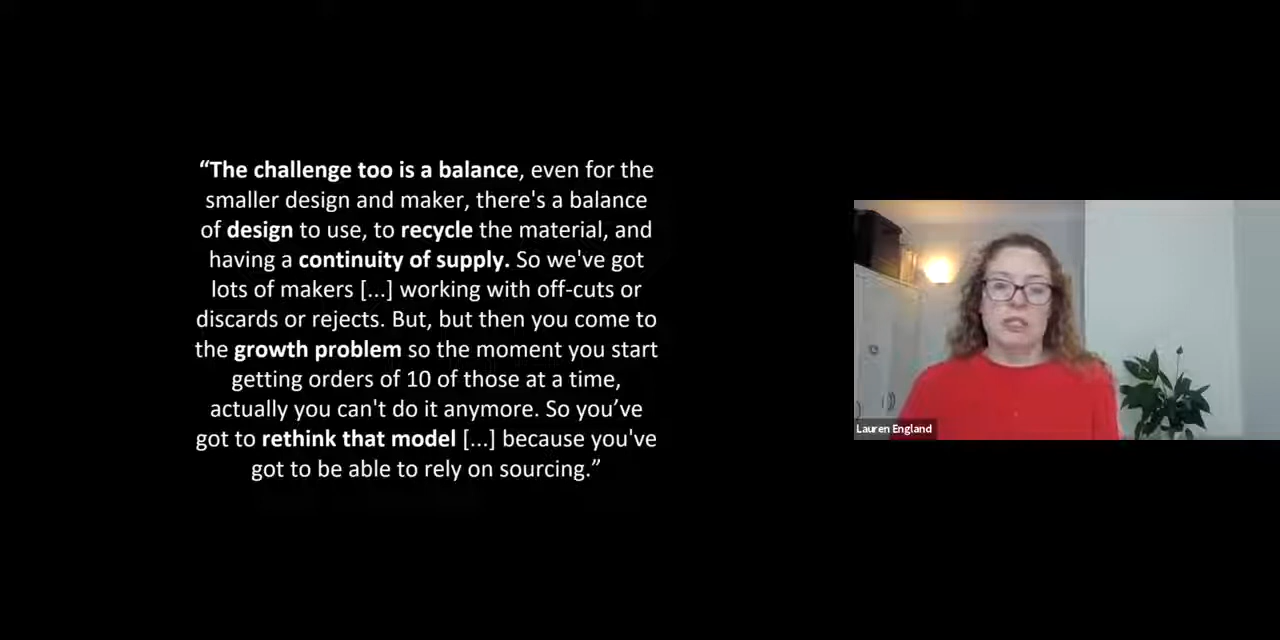 “The challenge too is a balance, even for the
smaller design and maker, there's a balance
of design to use, to recycle the material, and
having a continuity of supply. So we've got
lots of makers [...] working with off-cuts or
discards or rejects. But, but then you come to
the growth problem so the moment you start
getting orders of 10 of those at a time,
actually you can't do it anymore. So you’ve
got to rethink that model [...] because you've
got to be able to rely on sourcing.”
Lauren England